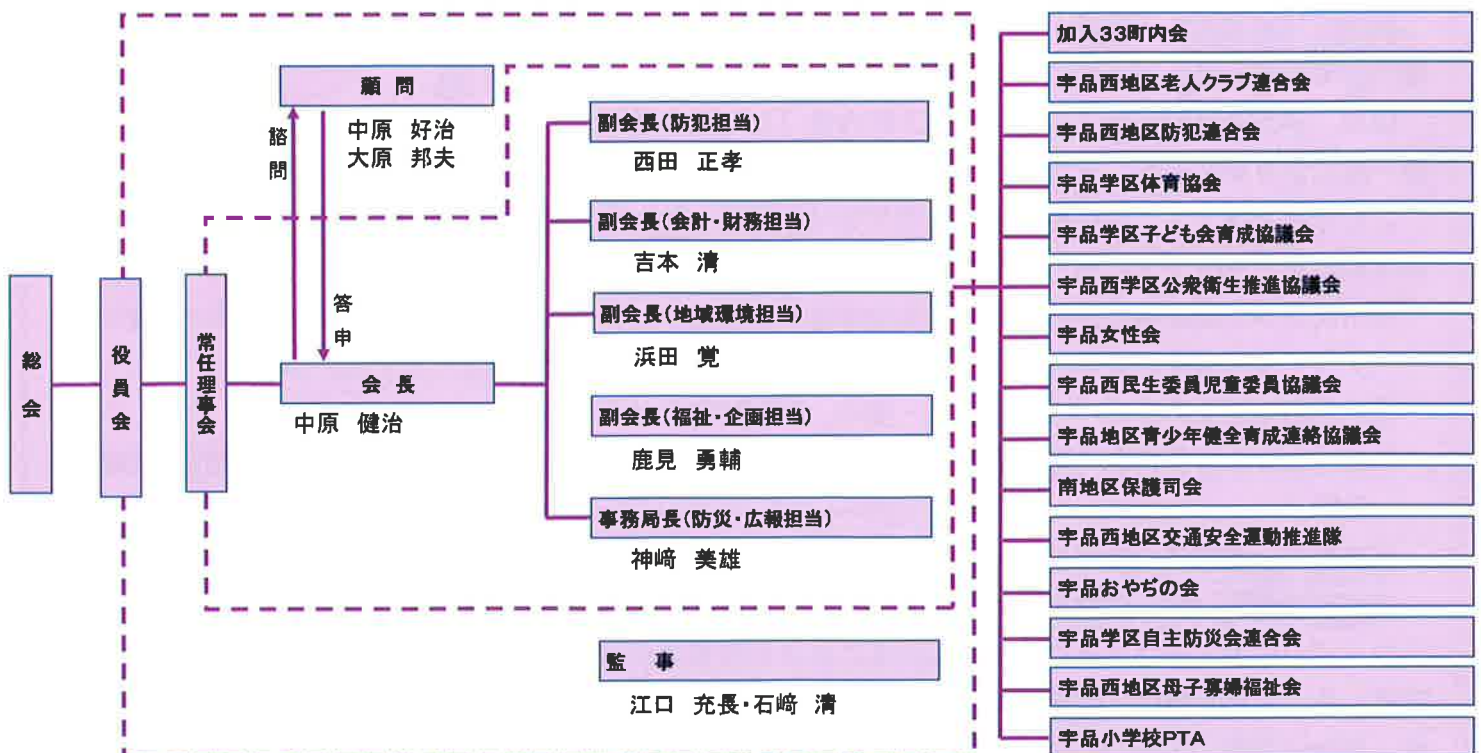 総会
役員会
常任理事会
顧問
中原 好治
大原 邦夫
諮問
答申
会長
中原 健治
副会長(防犯担当)
西田 正孝
副会長(会計・財務担当)
吉本 清
副会長(地域環境担当)
浜田 覚
副会長(福祉・企画担当)
鹿見 勇輔
事務局長(防災・広報担当)
神﨑 美雄
監 事
江口 充長・石﨑 清
加入33町内会
宇品西地区老人クラブ連合会
宇品西地区防犯連合会
宇品学区体育協会
宇品学区子ども会育成協議会
宇品西学区公衆衛生推進協議会
宇品女性会
宇品西民生委員児童委員協議会
宇品地区青少年健全育成連絡協議会
南地区保護司会
宇品西地区交通安全運動推進隊
宇品おやぢの会
宇品学区自主防災会連合会
宇品西地区母子寡婦福祉会
宇品小学校PTA